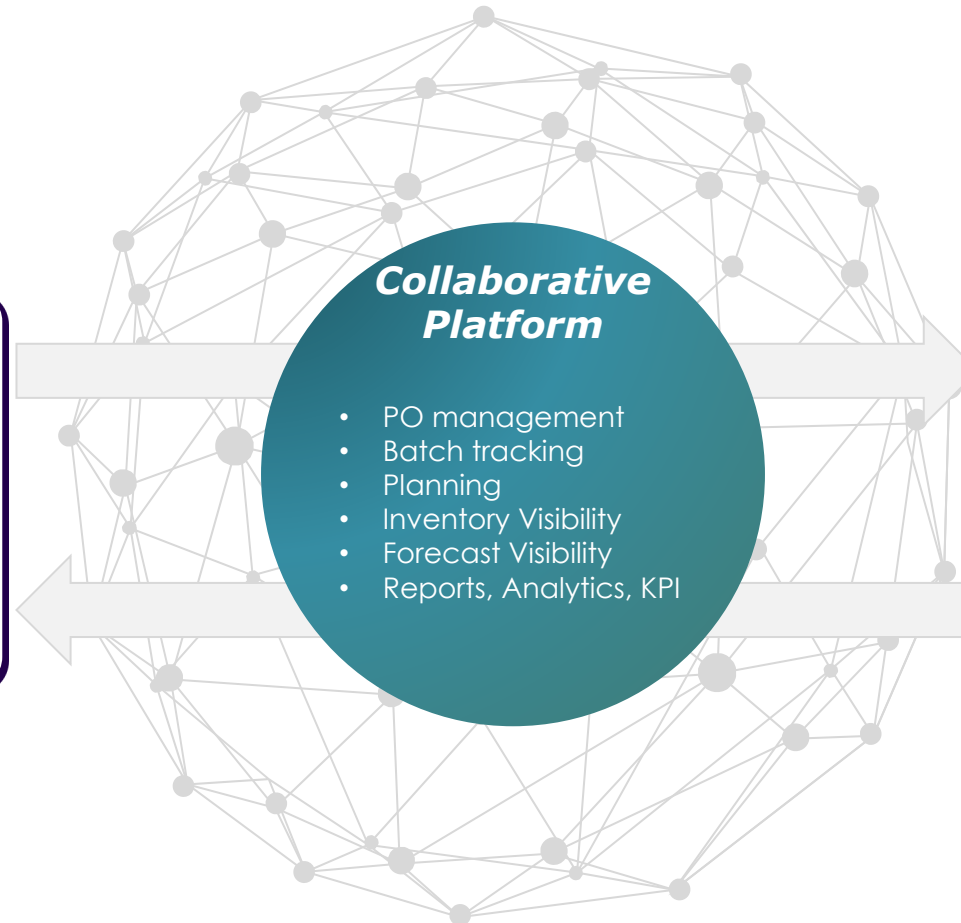 Collaborative
Platform
• PO management
• Batch tracking
• Planning
• Inventory Visibility
• Forecast Visibility
• Reports, Analytics, KPI